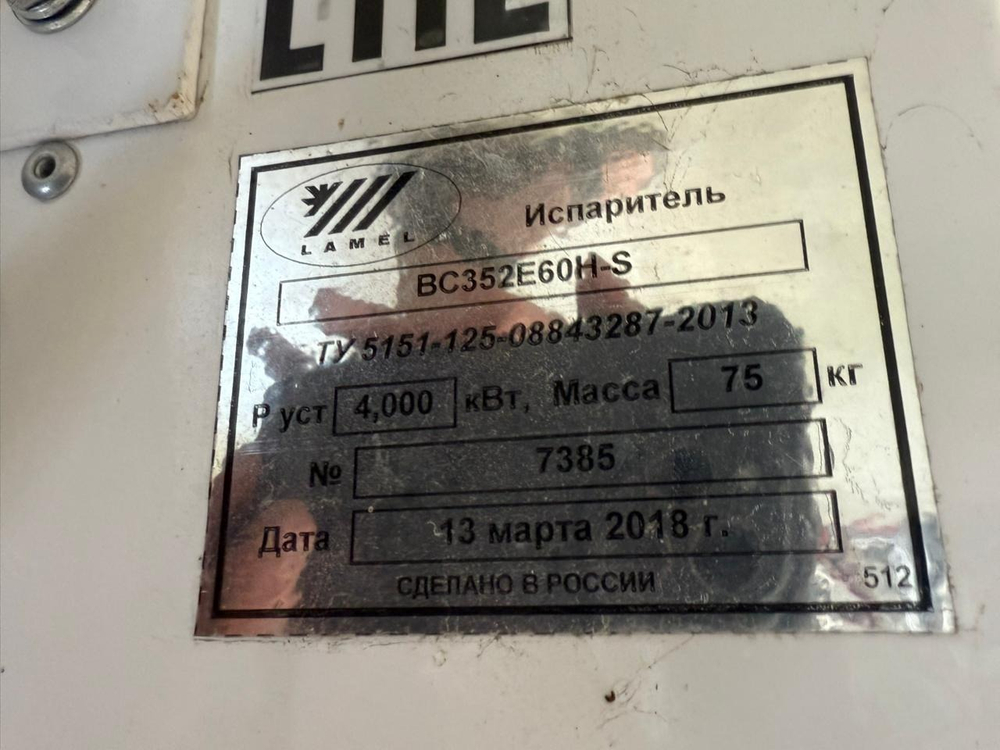 LAMEL
Испаритель
BC352E60H-S
ТУ 5151-125-08843287-2013
Р уст 4,000 кВт, Масса 75 кг
№ 7385
Дата 13 марта 2018 г.
СДЕЛАНО В РОССИИ
512